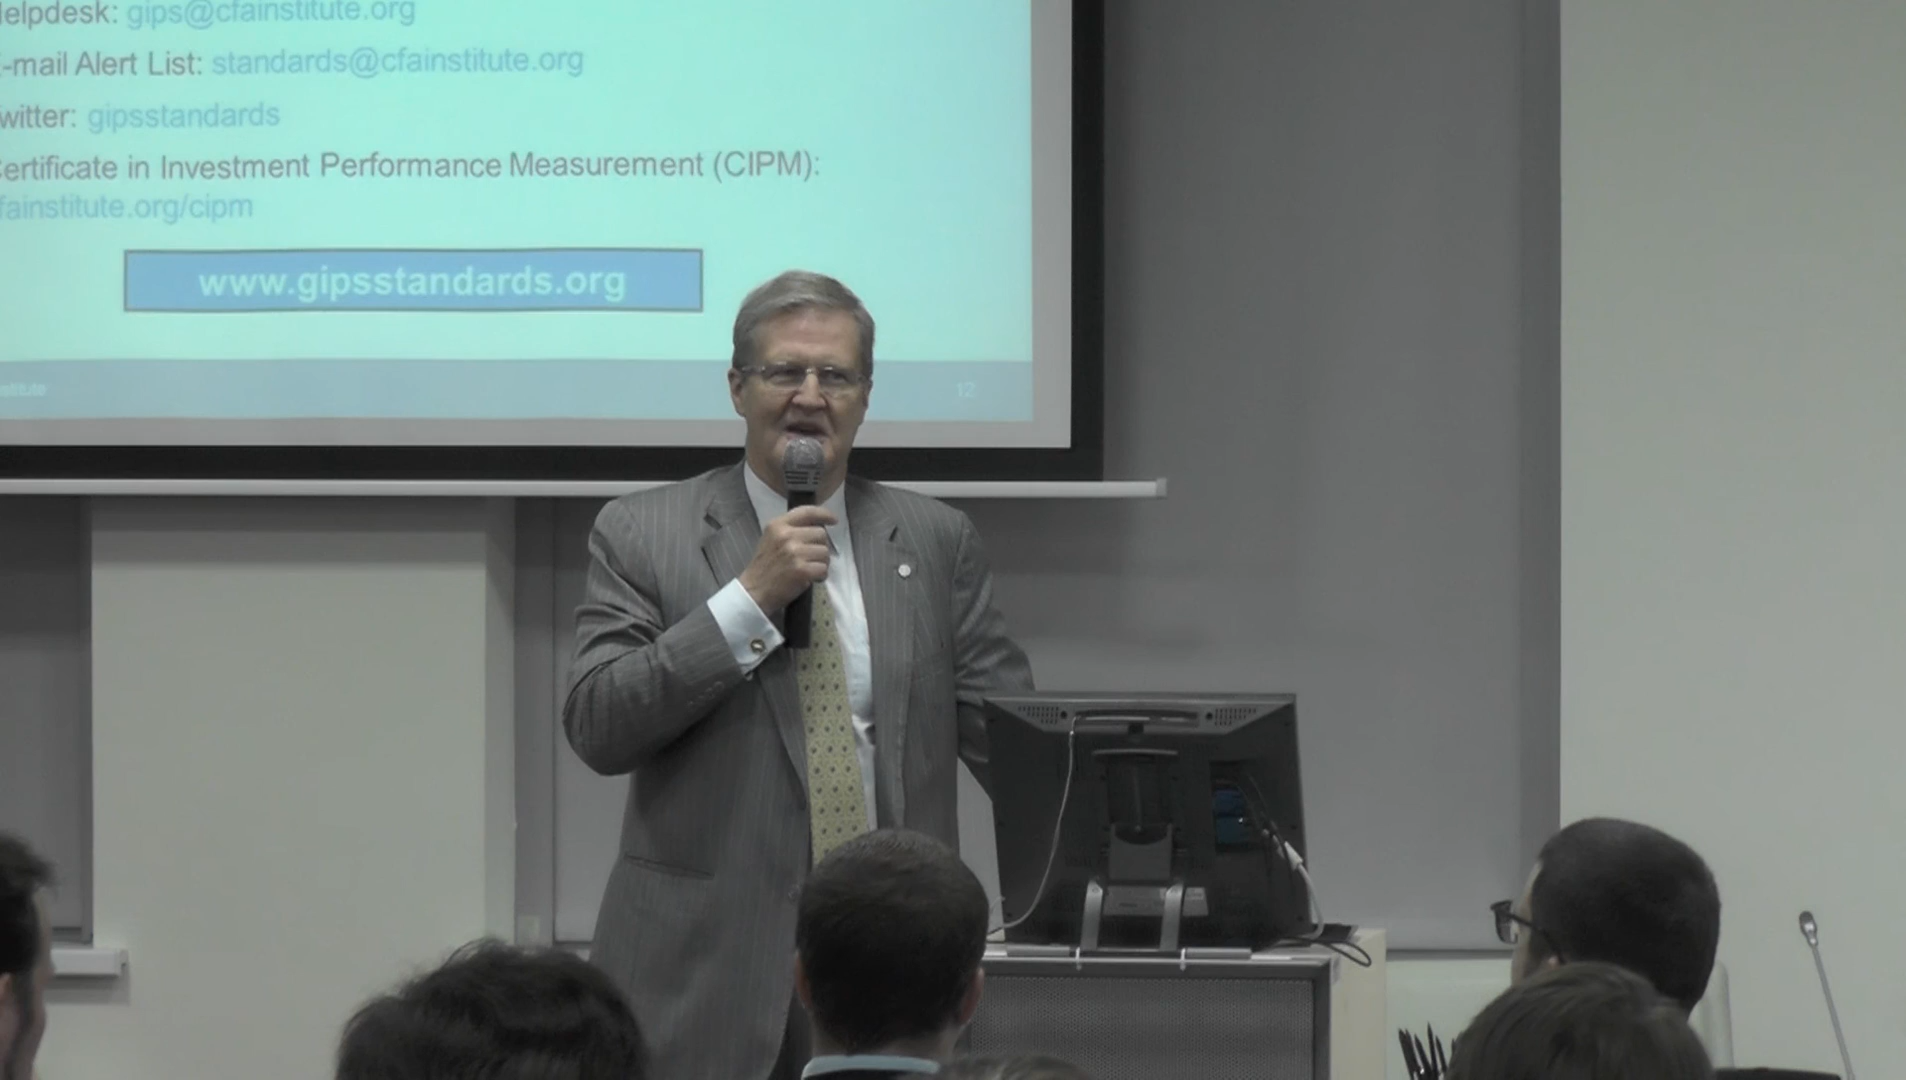 elpdesk: gips@cfainstitute.org
-mail Alert List: standards@cfainstitute.org
witter: gipsstandards
ertificate in Investment Performance Measurement (CIPM):
fainstitute.org/cipm
www.gipsstandards.org
12